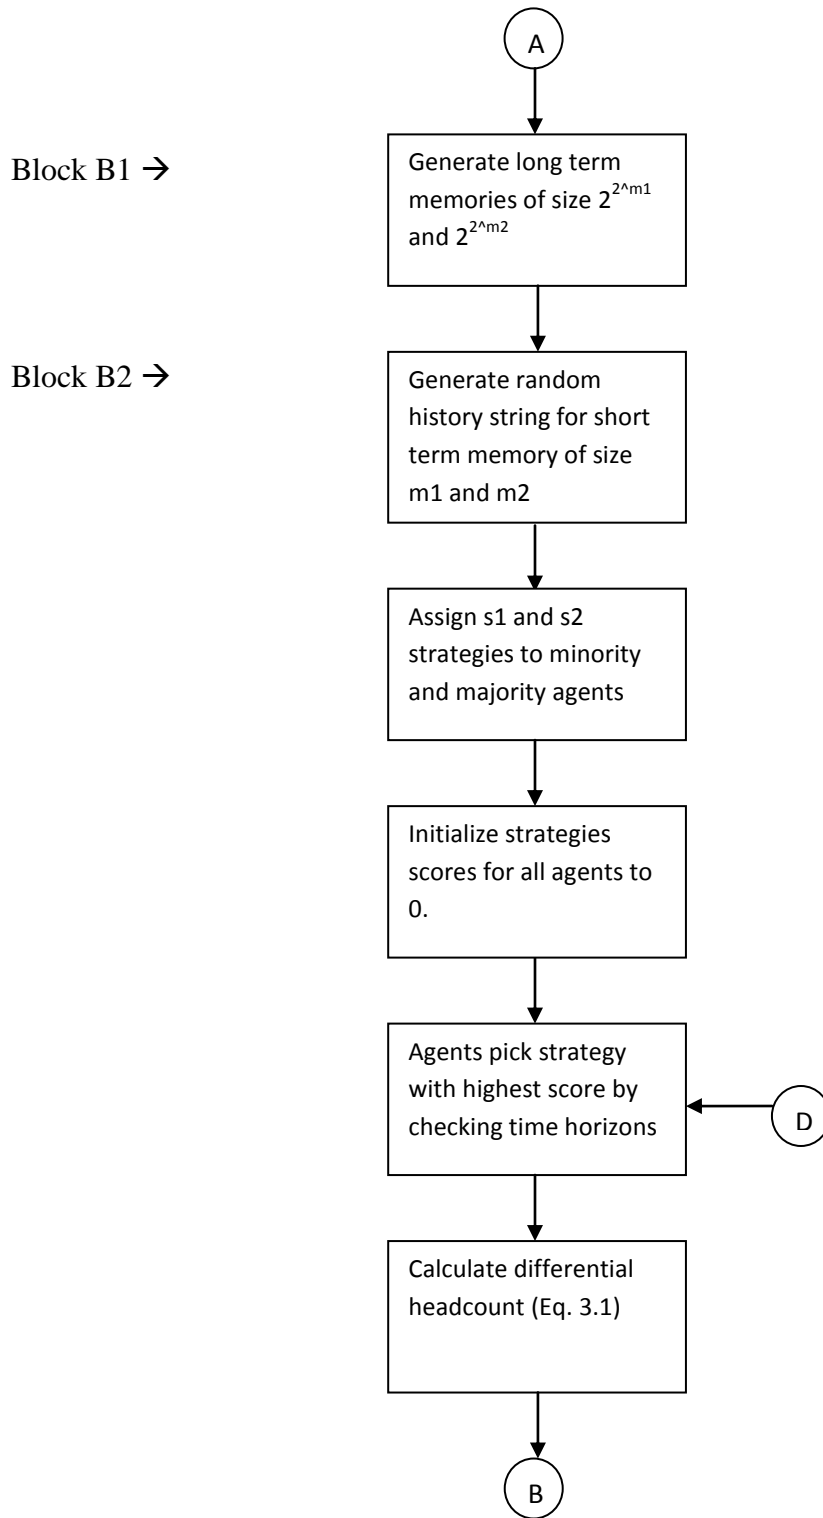 A
Block B1 →
Generate long term
memories of size 2^2^m1
and 2^2^m2
Block B2 →
Generate random
history string for short
term memory of size
m1 and m2
Assign s1 and s2
strategies to minority
and majority agents
Initialize strategies
scores for all agents to
0.
Agents pick strategy
with highest score by
checking time horizons
D
Calculate differential
headcount (Eq. 3.1)
B